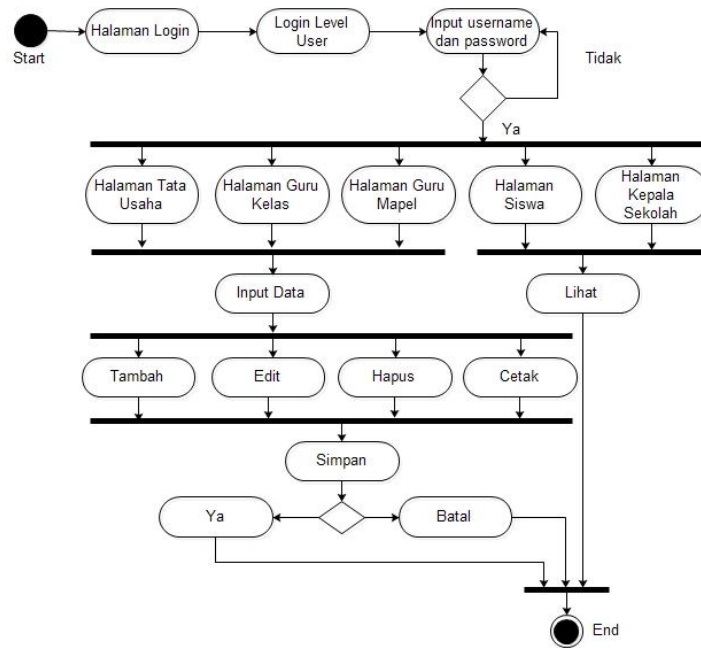 Start
Halaman Login
Login Level
User
Input username
dan password
Tidak
Ya
Halaman Tata
Usaha
Halaman Guru
Kelas
Halaman Guru
Mapel
Halaman
Siswa
Halaman
Kepala
Sekolah
Input Data
Lihat
Tambah
Edit
Hapus
Cetak
Simpan
Ya
Batal
End